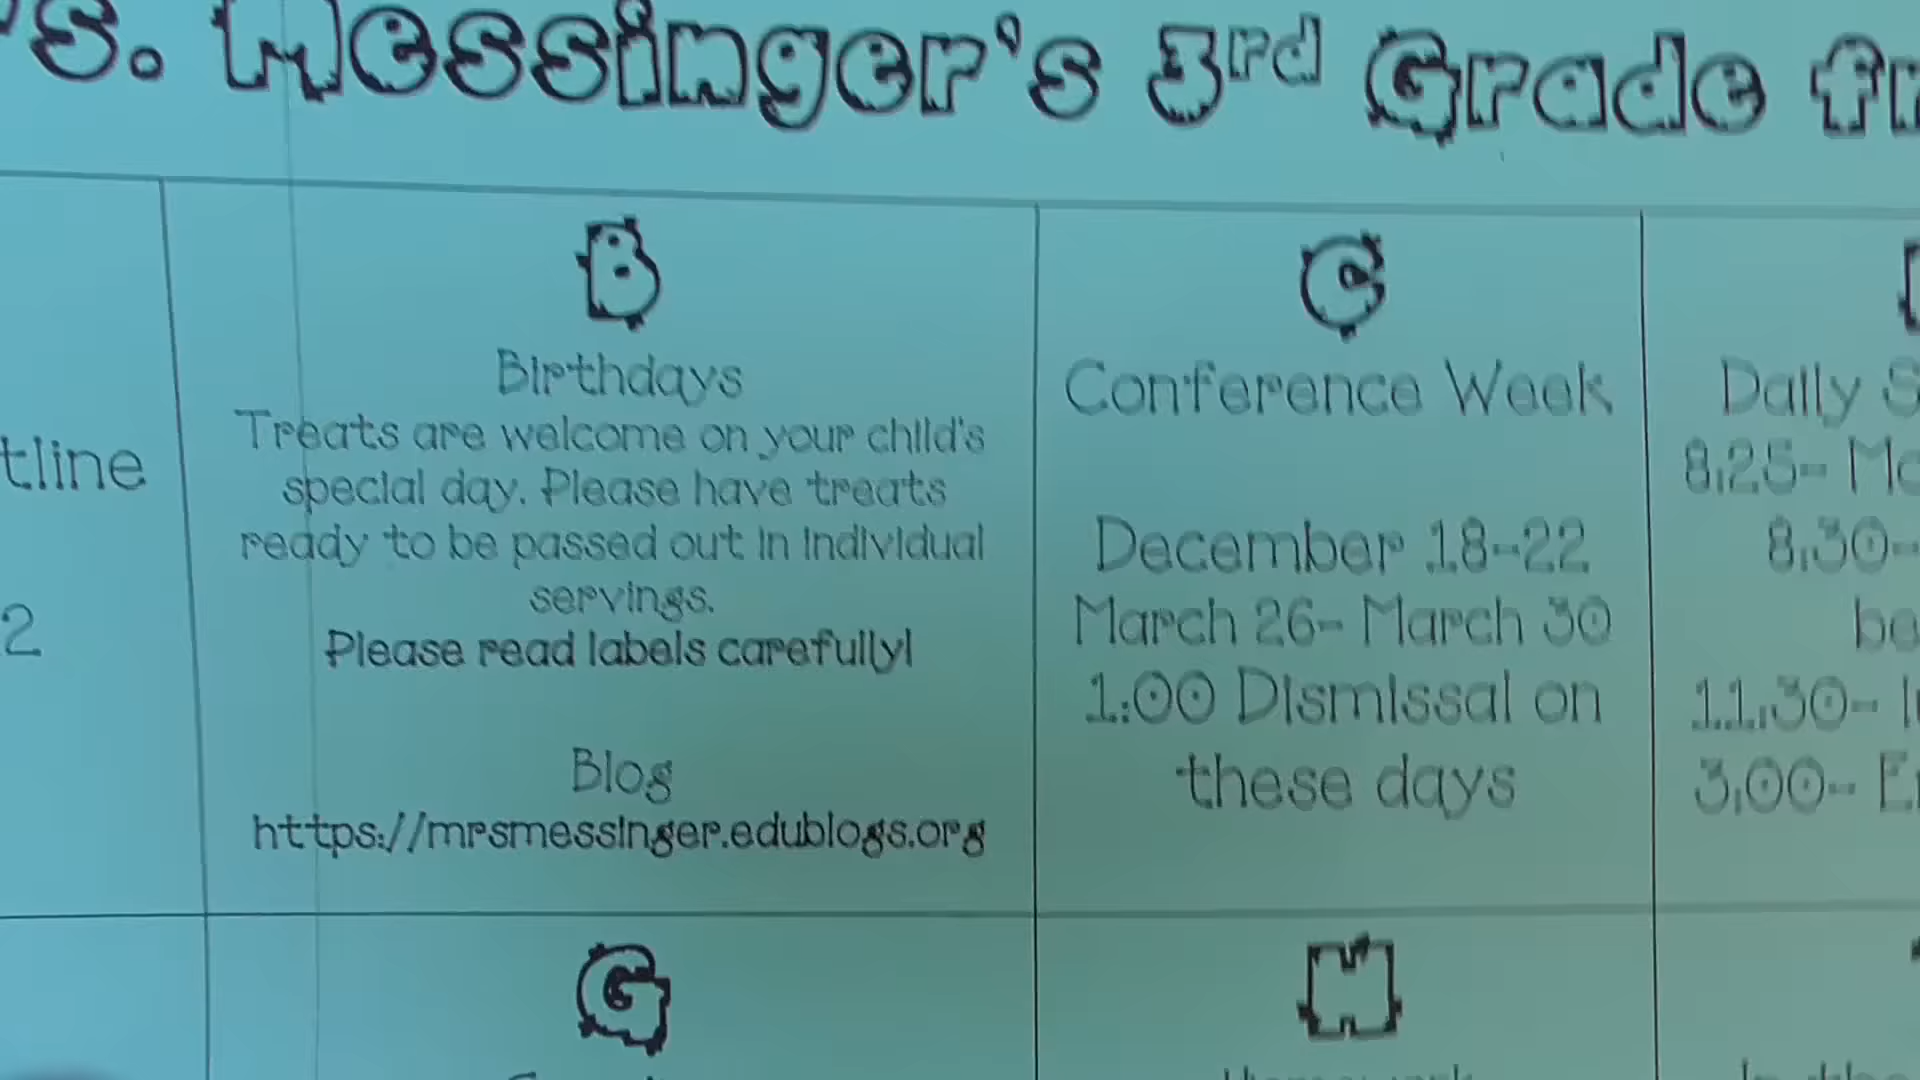 s. Messinger's 3rd Grade
B
Birthdays
Treats are welcome on your child's
special day. Please have treats
ready to be passed out in individual
servings.
Please read labels carefully!
Blog
https://mrsmessinger.edublogs.org
C
Conference Week
December 18-22
March 26- March 30
1:00 Dismissal on
these days
Daily S
8:25-
8:30-
be
11:30-
3:00-
tline
2
G
H